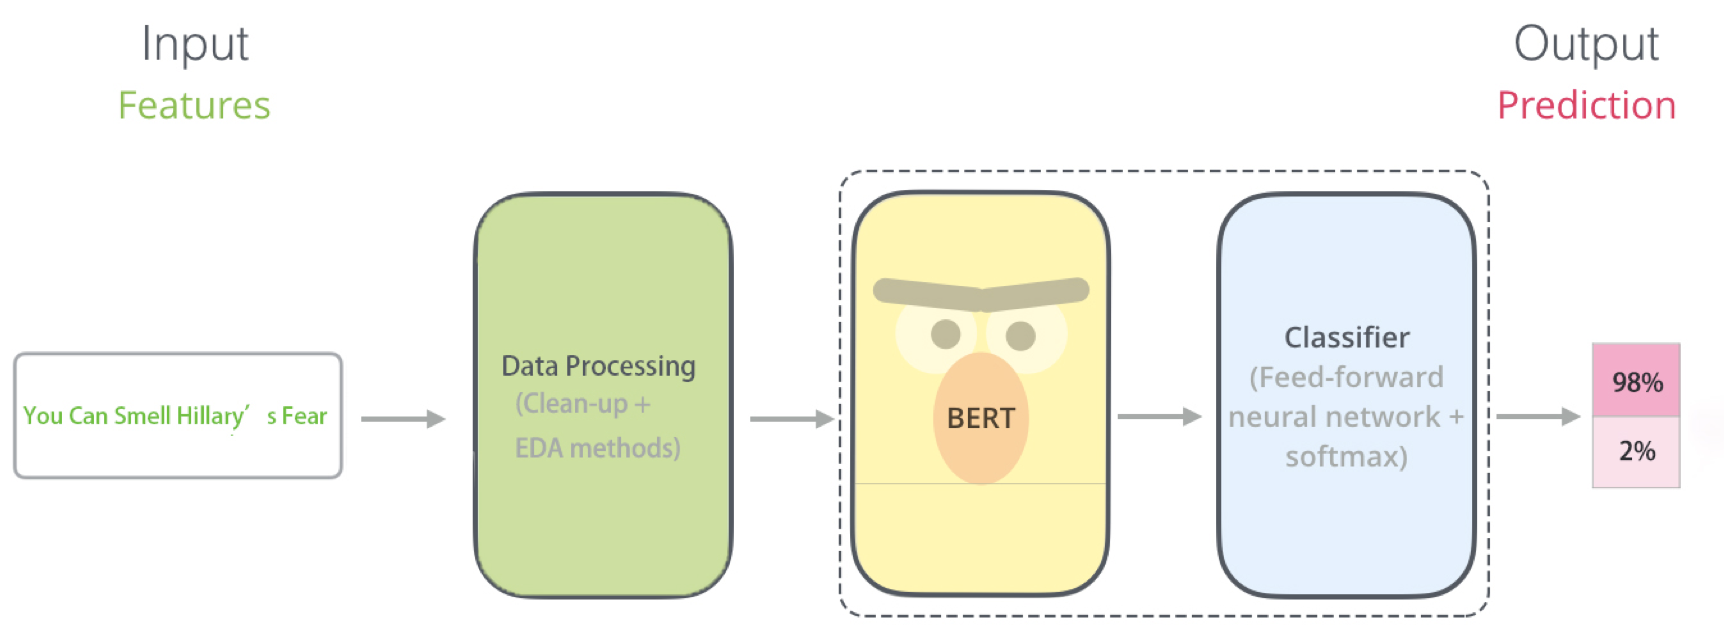 Input
Features
Output
Prediction
You Can Smell Hillary’ s Fear
Data Processing
(Clean-up +
EDA methods)
BERT
Classifier
(Feed-forward
neural network +
softmax)
98%
2%